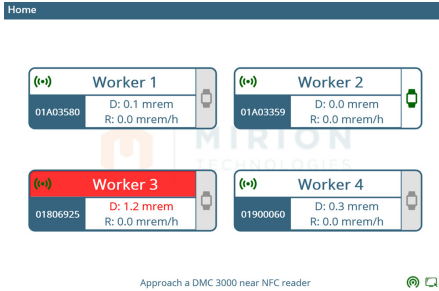 Home
Worker 1
01A03580
D: 0.1 mrem
R: 0.0 mrem/h
Worker 2
01A03359
D: 0.0 mrem
R: 0.0 mrem/h
MIRION
TECHNOLOGIES
Worker 3
01806925
D: 1.2 mrem
R: 0.0 mrem/h
Worker 4
01900060
D: 0.3 mrem
R: 0.0 mrem/h
Approach a DMC 3000 near NFC reader